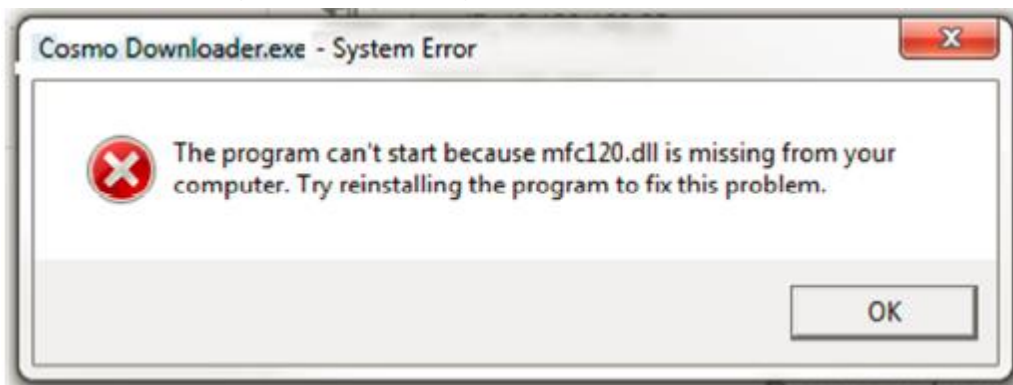 Cosmo Downloader.exe - System Error
The program can't start because mfc120.dll is missing from your
computer. Try reinstalling the program to fix this problem.
OK